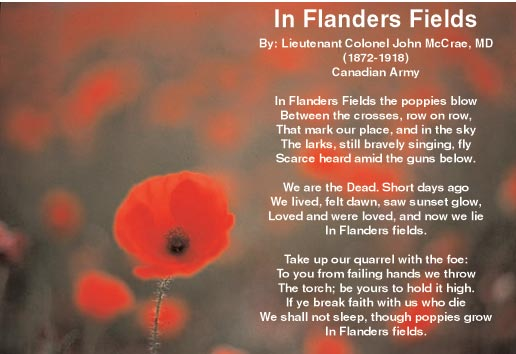 In Flanders Fields
By: Lieutenant Colonel John McCrae, MD
(1872-1918)
Canadian Army
In Flanders Fields the poppies blow
Between the crosses, row on row,
That mark our place, and in the sky
The larks, still bravely singing, fly
Scarce heard amid the guns below.
We are the Dead. Short days ago
We lived, felt dawn, saw sunset glow,
Loved and were loved, and now we lie
In Flanders fields.
Take up our quarrel with the foe:
To you from failing hands we throw
The torch; be yours to hold it high.
If ye break faith with us who die
We shall not sleep, though poppies grow
In Flanders fields.